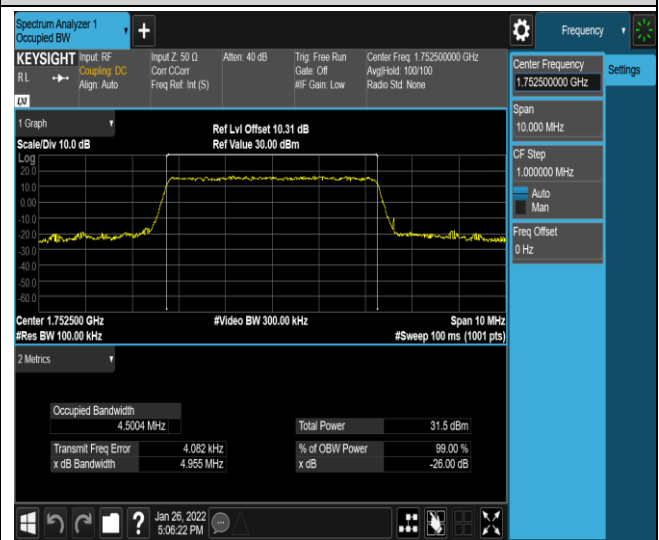 Spectrum Analyzer 1
Occupied BW
+
Frequency
KEYSIGHT
RL
LXI
Input: RF
Coupling: DC
Align: Auto
Input Z: 50 Ω
Corr CCorr
Freq Ref: Int (S)
Atten: 40 dB
Trig: Free Run
Gate: Off
#IF Gain: Low
Center Freq: 1.752500000 GHz
Avg|Hold: 100/100
Radio Std: None
Center Frequency
1.752500000 GHz
Settings
Span
10.000 MHz
CF Step
1.000000 MHz
Auto
Man
Freq Offset
0 Hz
1 Graph
Scale/Div 10.0 dB
Ref Lvl Offset 10.31 dB
Ref Value 30.00 dBm
Log
20.0
10.0
0.00
-10.0
-20.0
-30.0
-40.0
-50.0
-60.0
Center 1.752500 GHz
#Video BW 300.00 kHz
Span 10 MHz
#Res BW 100.00 kHz
#Sweep 100 ms (1001 pts)
2 Metrics
Occupied Bandwidth
4.5004 MHz
Total Power 31.5 dBm
Transmit Freq Error 4.082 kHz
% of OBW Power 99.00 %
x dB Bandwidth 4.955 MHz
x dB -26.00 dB
?
Jan 26, 2022
5:06:22 PM